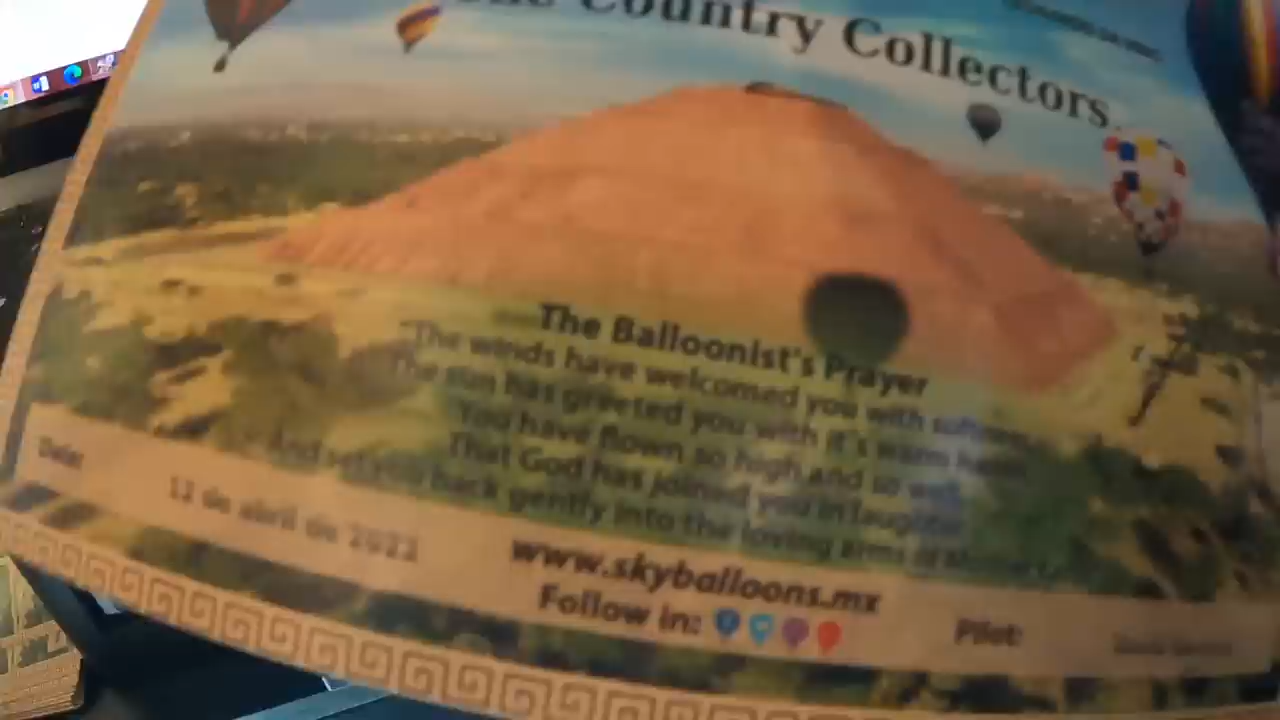 The Country Collectors
The Balloonist's Prayer
"The winds have welcomed you with softness
The sun has greeted you with it's warm
You have flown so high and so well
That God has joined you in laughter
And set you back gently into the loving arms of
Date:
12 de abril de 2022
www.skyballoons.mx
Follow in:
Pilot: